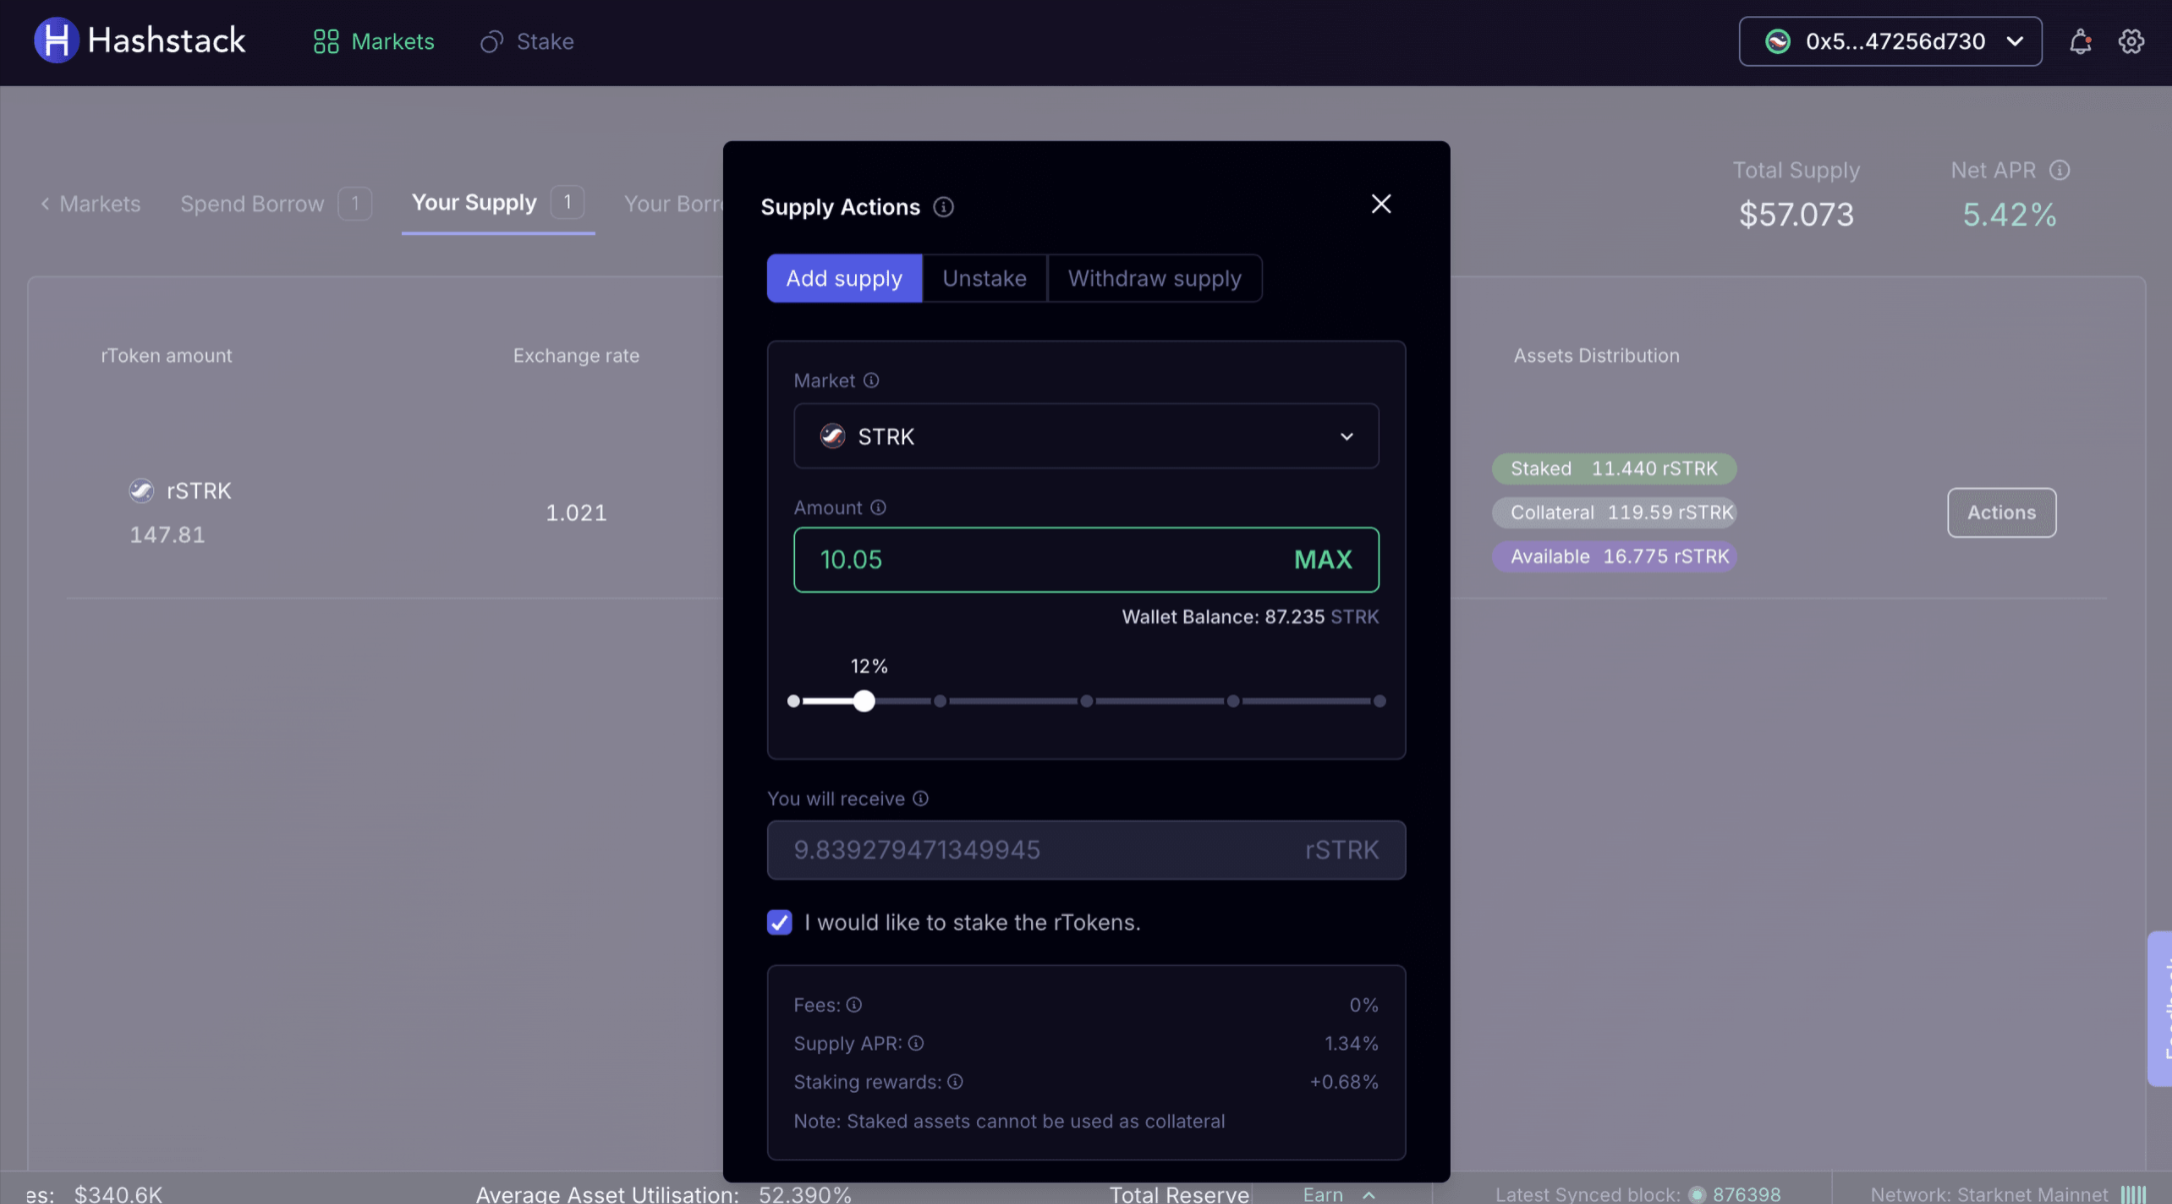 Hashstack
Markets
Stake
0x5...47256d730
Markets
Spend Borrow 1
Your Supply 1
Your Borr
Total Supply
$57.073
Net APR
5.42%
rToken amount
Exchange rate
Assets Distribution
rSTRK
147.81
1.021
Staked 11.440 rSTRK
Collateral 119.59 rSTRK
Available 16.775 rSTRK
Actions
Supply Actions
Add supply
Unstake
Withdraw supply
Market
STRK
Amount
10.05 MAX
Wallet Balance: 87.235 STRK
12%
You will receive
9.839279471349945 rSTRK
I would like to stake the rTokens.
Fees: 0%
Supply APR: 1.34%
Staking rewards: +0.68%
Note: Staked assets cannot be used as collateral
es: $340.6K
Average Asset Utilisation: 52.390%
Total Reserve
Earn
Latest Synced block: 876398
Network: Starknet Mainnet